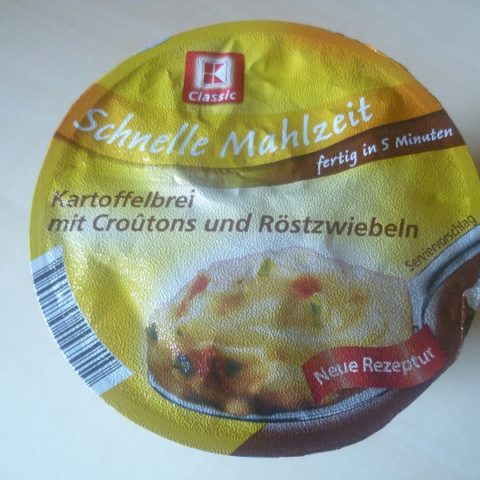 K
Classic
Schnelle Mahlzeit
fertig in 5 Minuten
Kartoffelbrei
mit Croûtons und Röstzwiebeln
Serviervorschlag
Neue Rezeptur